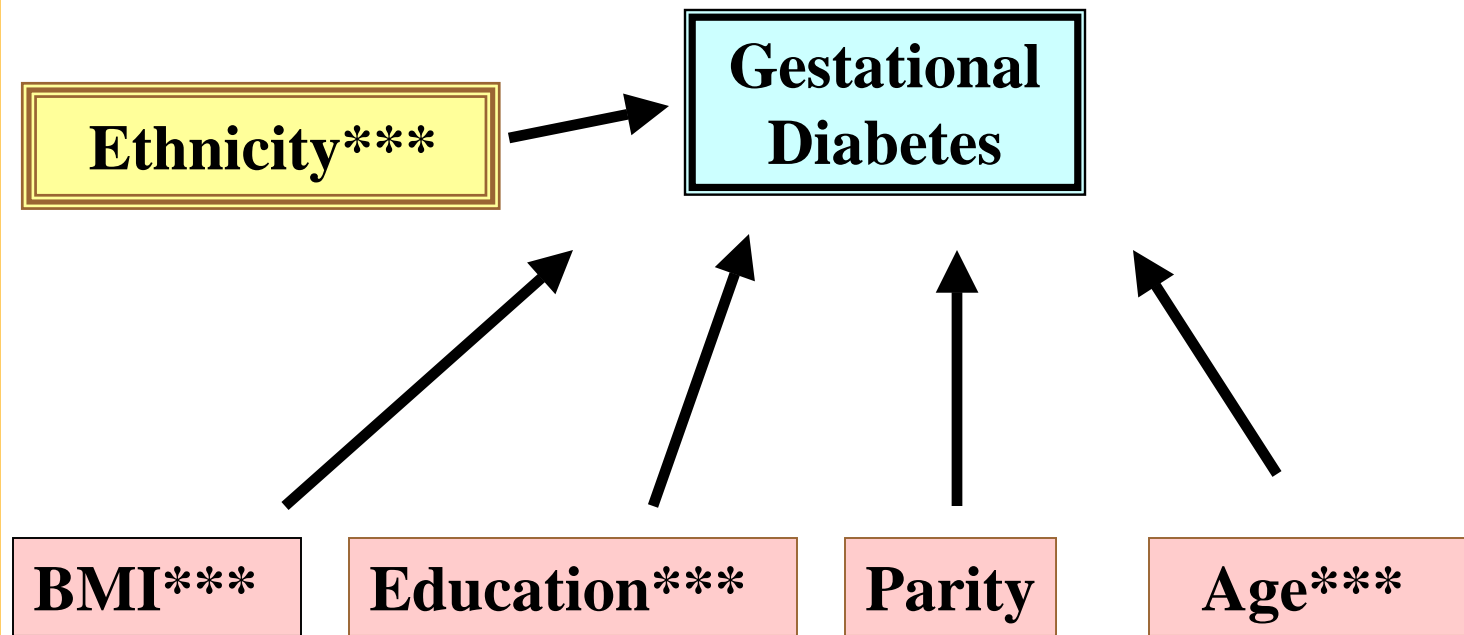 Gestational
Diabetes
Ethnicity***
BMI***
Education***
Parity
Age***